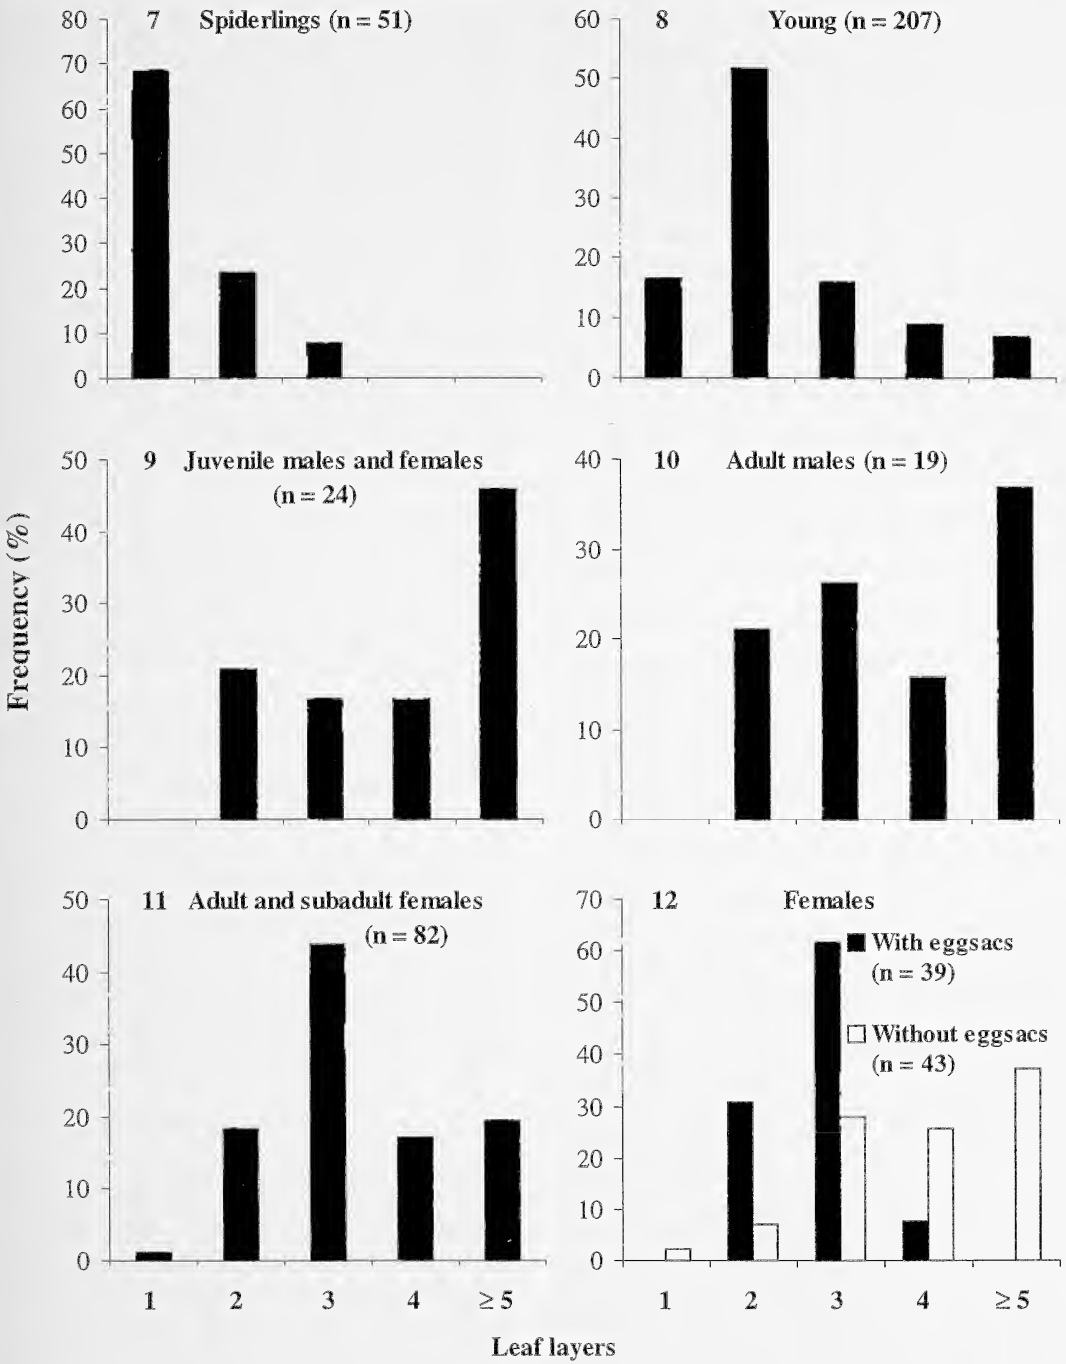 7 Spiderlings (n = 51)
80
70
60
50
40
30
20
10
0
8 Young (n = 207)
60
50
40
30
20
10
0
9 Juvenile males and females
(n = 24)
50
40
30
20
10
0
10 Adult males (n = 19)
40
30
20
10
0
Frequency (%)
11 Adult and subadult females
(n = 82)
50
40
30
20
10
0
1 2 3 4 ≥ 5
12 Females
With eggsacs
(n = 39)
Without eggsacs
(n = 43)
70
60
50
40
30
20
10
0
1 2 3 4 ≥ 5
Leaf layers